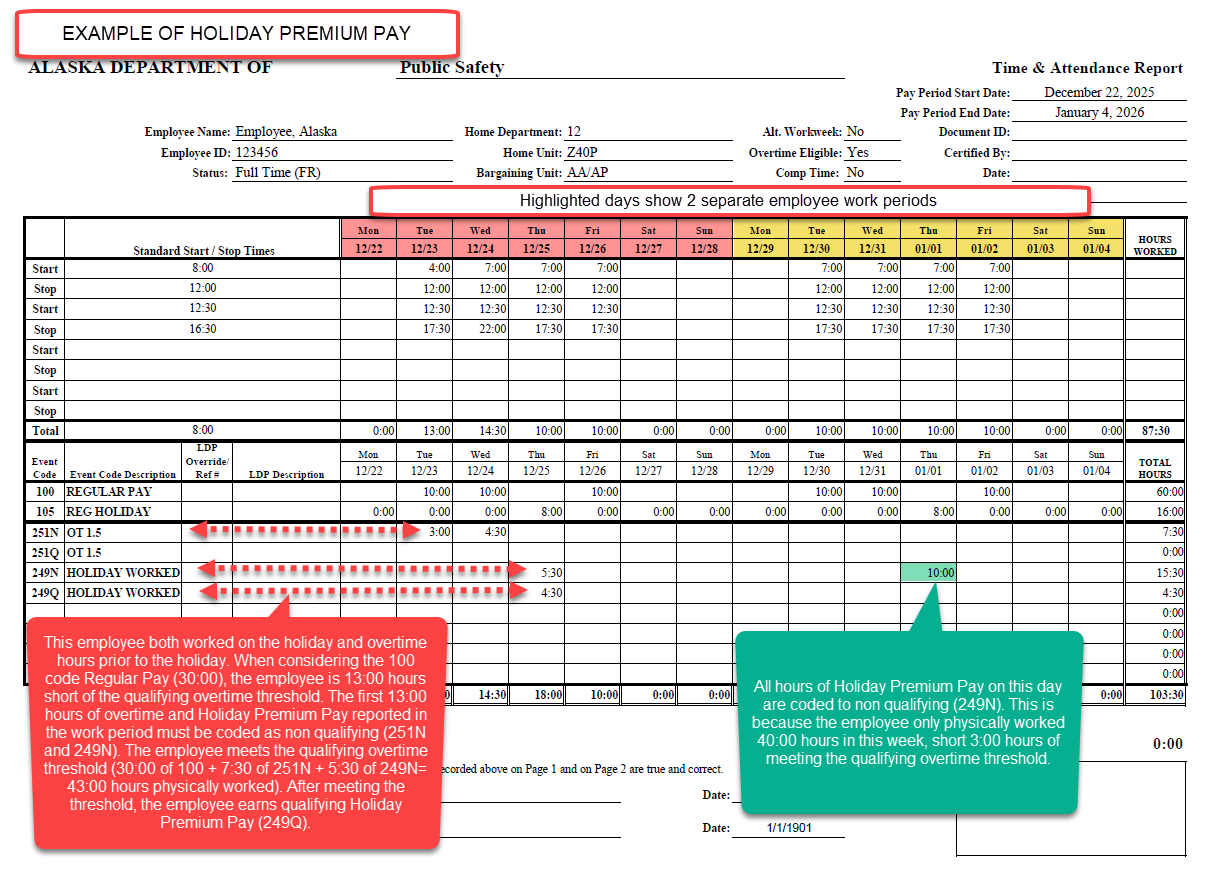 EXAMPLE OF HOLIDAY PREMIUM PAY
ALASKA DEPARTMENT OF Public Safety Time & Attendance Report
Pay Period Start Date: December 22, 2025
Pay Period End Date: January 4, 2026
Employee Name: Employee, Alaska Home Department: 12 Alt. Workweek: No Document ID:
Employee ID: 123456 Home Unit: Z40P Overtime Eligible: Yes Certified By:
Status: Full Time (FR) Bargaining Unit: AA/AP Comp Time: No Date:
Highlighted days show 2 separate employee work periods
Mon Tue Wed Thu Fri Sat Sun Mon Tue Wed Thu Fri Sat Sun HOURS WORKED
Standard Start / Stop Times 12/22 12/23 12/24 12/25 12/26 12/27 12/28 12/29 12/30 12/31 01/01 01/02 01/03 01/04
Start 8:00 4:00 7:00 7:00 7:00 7:00 7:00 7:00 7:00
Stop 12:00 12:00 12:00 12:00 12:00 12:00 12:00 12:00 12:00
Start 12:30 12:30 12:30 12:30 12:30 12:30 12:30 12:30 12:30
Stop 16:30 17:30 22:00 17:30 17:30 17:30 17:30 17:30 17:30
Start
Stop
Start
Stop
Total 8:00 0:00 13:00 14:30 10:00 10:00 0:00 0:00 0:00 10:00 10:00 10:00 10:00 0:00 0:00 87:30
Event Code Event Code Description LDP Override/ Ref # LDP Description Mon Tue Wed Thu Fri Sat Sun Mon Tue Wed Thu Fri Sat Sun TOTAL HOURS
12/22 12/23 12/24 12/25 12/26 12/27 12/28 12/29 12/30 12/31 01/01 01/02 01/03 01/04
100 REGULAR PAY 10:00 10:00 10:00 10:00 10:00 10:00 60:00
105 REG HOLIDAY 0:00 0:00 0:00 8:00 0:00 0:00 0:00 0:00 0:00 0:00 8:00 0:00 0:00 0:00 16:00
251N OT 1.5 3:00 4:30 7:30
251Q OT 1.5 0:00
249N HOLIDAY WORKED 5:30 10:00 15:30
249Q HOLIDAY WORKED 4:30 4:30
0:00
0:00
0:00
0:00
14:30 18:00 10:00 0:00 0:00 0:00 103:30
This employee both worked on the holiday and overtime
hours prior to the holiday. When considering the 100
code Regular Pay (30:00), the employee is 13:00 hours
short of the qualifying overtime threshold. The first 13:00
hours of overtime and Holiday Premium Pay reported in
the work period must be coded as non qualifying (251N
and 249N). The employee meets the qualifying overtime
threshold (30:00 of 100 + 7:30 of 251N + 5:30 of 249N=
43:00 hours physically worked). After meeting the
threshold, the employee earns qualifying Holiday
Premium Pay (249Q).
All hours of Holiday Premium Pay on this day
are coded to non qualifying (249N). This is
because the employee only physically worked
40:00 hours in this week, short 3:00 hours of
meeting the qualifying overtime threshold.
0:00
ecorded above on Page 1 and on Page 2 are true and correct.
Date:
Date: 1/1/1901